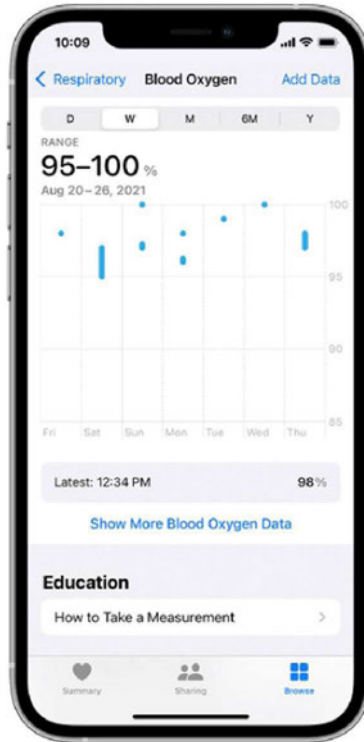 10:09
Respiratory Blood Oxygen Add Data
D W M 6M Y
RANGE
95–100 %
Aug 20–26, 2021
100
95
90
85
Fri Sat Sun Mon Tue Wed Thu
Latest: 12:34 PM 98%
Show More Blood Oxygen Data
Education
How to Take a Measurement
Summary Sharing Browse